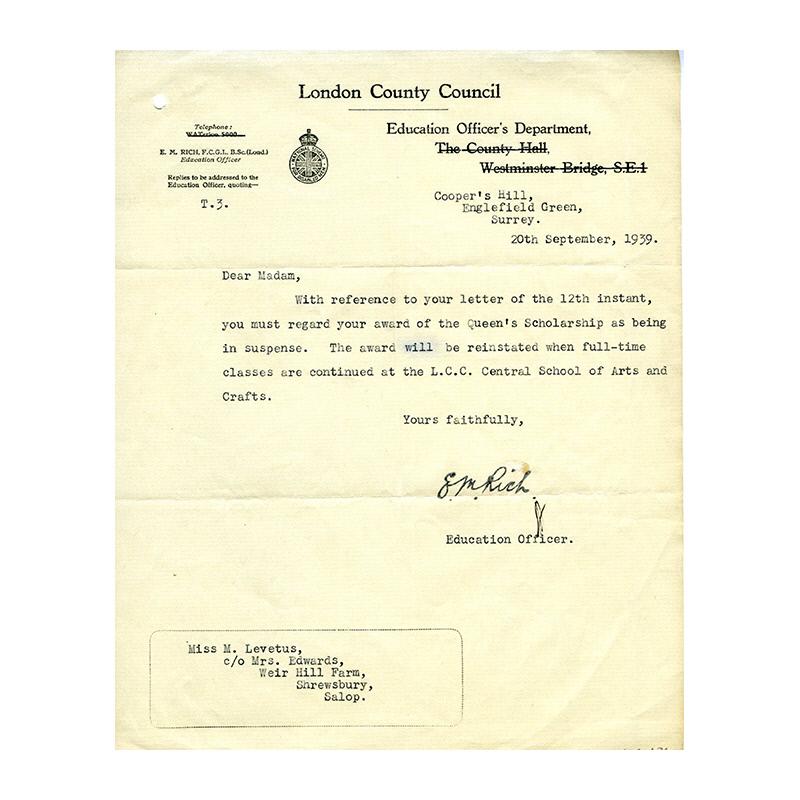 London County Council
Telephone:
WATerloo 5000
E. M. RICH, F.C.G.I., B.Sc.(Lond.)
Education Officer
Replies to be addressed to the
Education Officer, quoting—
T.3.
Education Officer's Department,
The County Hall,
Westminster Bridge, S.E.1
Cooper's Hill,
Englefield Green,
Surrey.
20th September, 1939.
Dear Madam,
With reference to your letter of the 12th instant,
you must regard your award of the Queen's Scholarship as being
in suspense. The award will be reinstated when full-time
classes are continued at the L.C.C. Central School of Arts and
Crafts.
Yours faithfully,
E.M.Rich.
Education Officer.
Miss M. Levetus,
c/o Mrs. Edwards,
Weir Hill Farm,
Shrewsbury,
Salop.